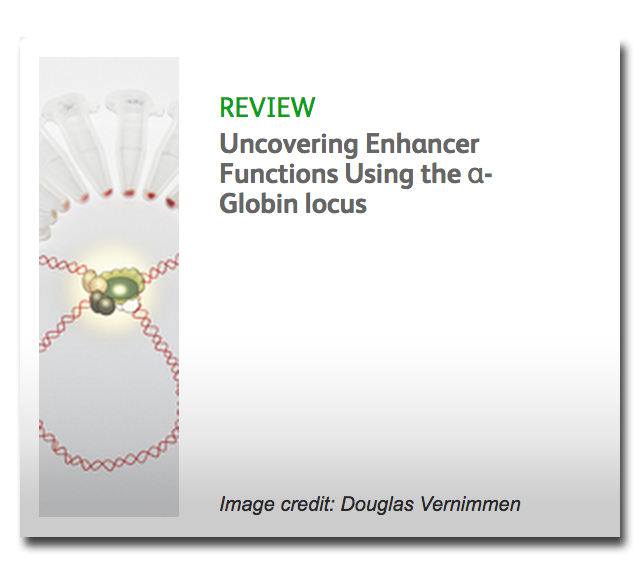 REVIEW
Uncovering Enhancer
Functions Using the α-
Globin locus
Image credit: Douglas Vernimmen